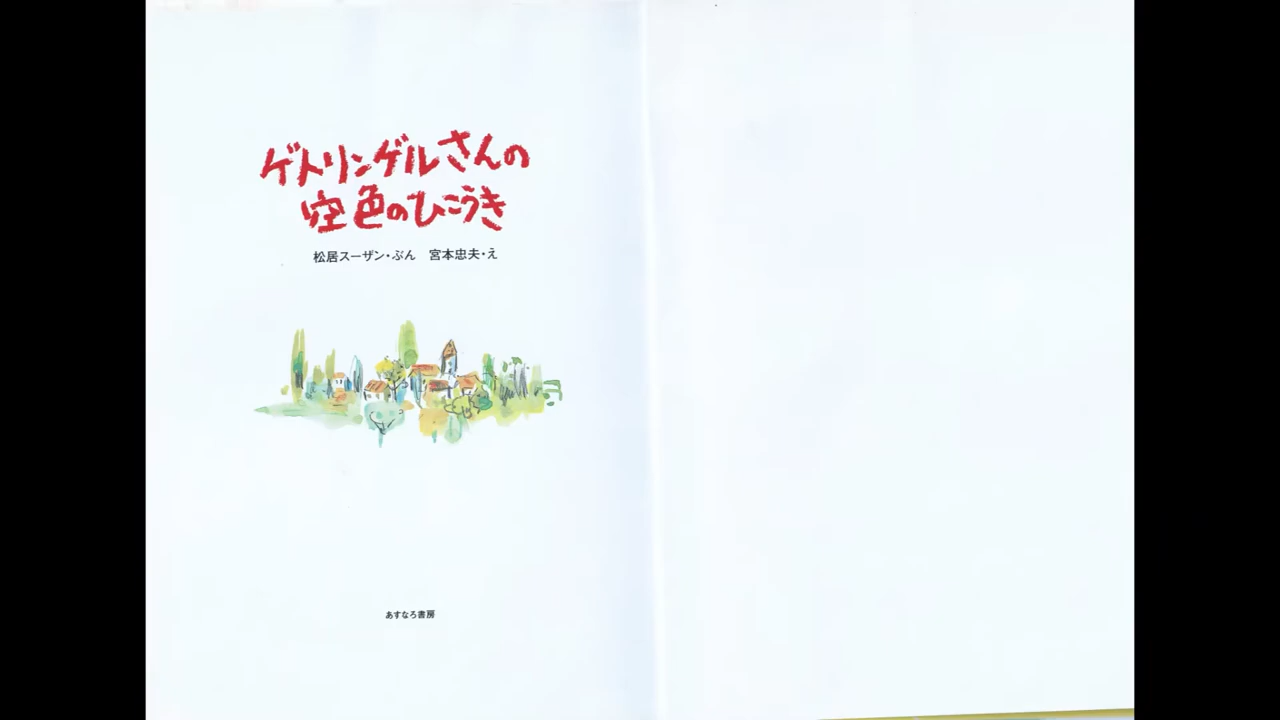 ゲトリンゲルさんの
空色のひこうき
松居スーザン・ぶん　宮本忠夫・え
あすなろ書房